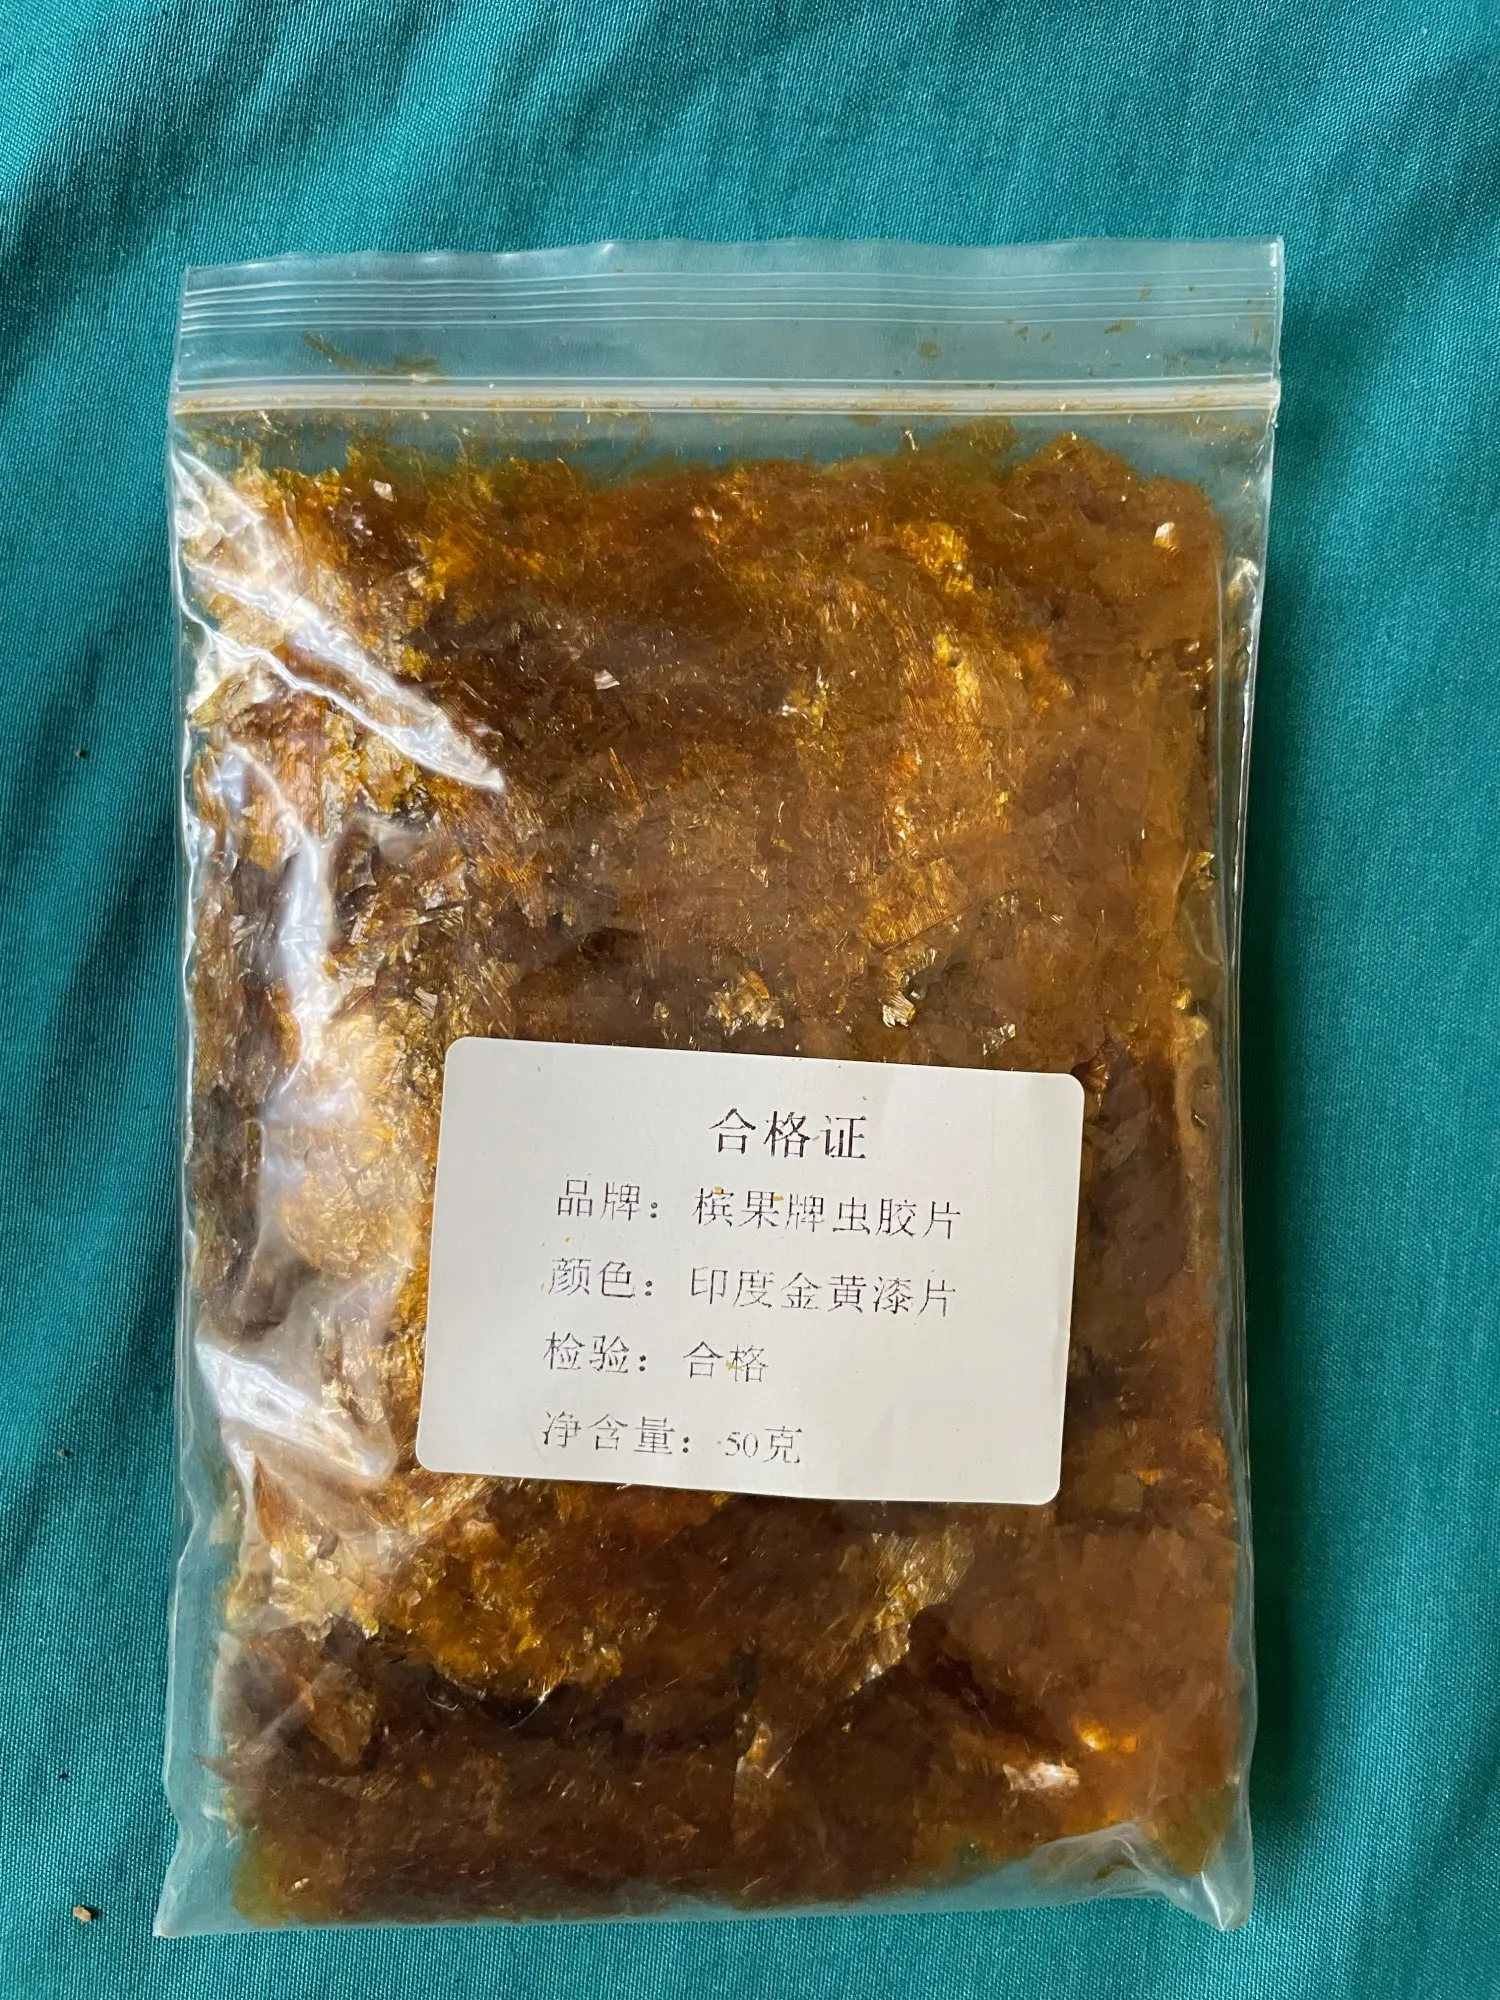 合格证
品牌：槟果牌虫胶片
颜色：印度金黄漆片
检验：合格
净含量：50克